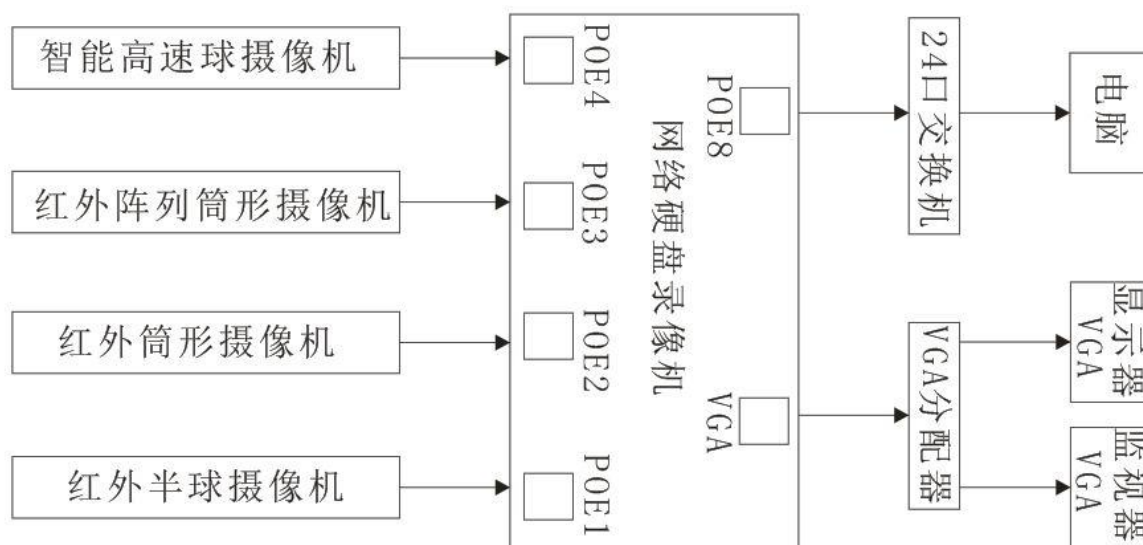 智能高速球摄像机
红外阵列筒形摄像机
红外筒形摄像机
红外半球摄像机
POE4
POE3
POE2
POE1
网络硬盘录像机
POE8
VGA
24口交换机
VGA分配器
电脑
显示器
VGA
监视器
VGA